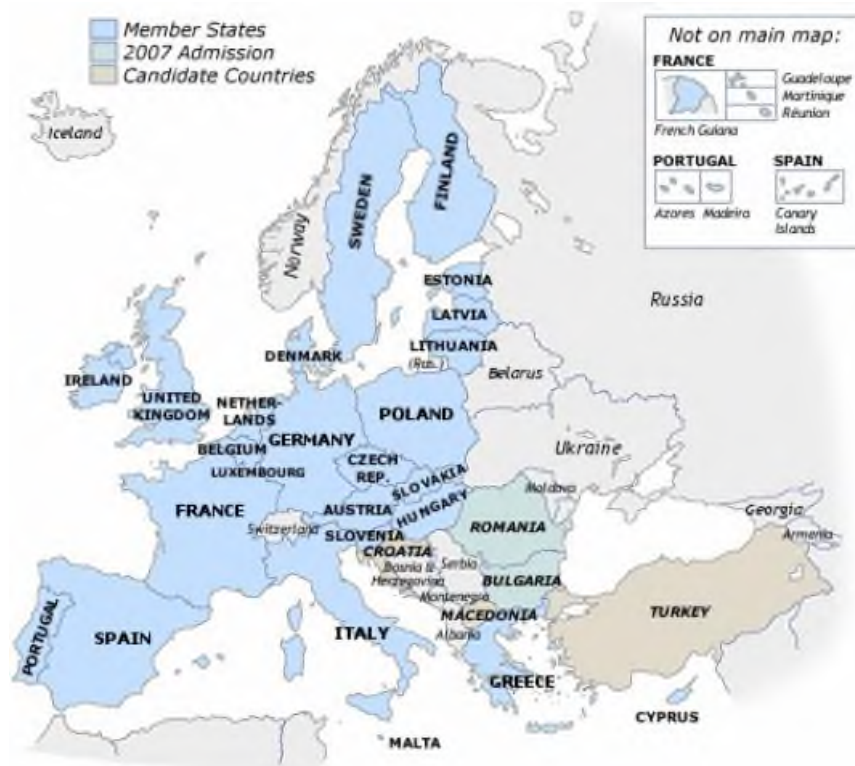 Member States
2007 Admission
Candidate Countries
Not on main map:
FRANCE
Guadeloupe
Martinique
Réunion
French Guiana
PORTUGAL
SPAIN
Azores
Madeira
Canary
Islands
Iceland
Norway
SWEDEN
FINLAND
Russia
ESTONIA
LATVIA
LITHUANIA
(Rus.)
DENMARK
Belarus
IRELAND
UNITED
KINGDOM
NETHER-
LANDS
POLAND
GERMANY
BELGIUM
LUXEMBOURG
CZECH
REP.
SLOVAKIA
Ukraine
Moldova
FRANCE
AUSTRIA
HUNGARY
Switzerland
SLOVENIA
ROMANIA
Georgia
Armenia
CROATIA
Bosnia &
Herzegovina
Serbia
Montenegro
BULGARIA
MACEDONIA
Albania
TURKEY
PORTUGAL
SPAIN
ITALY
GREECE
CYPRUS
MALTA